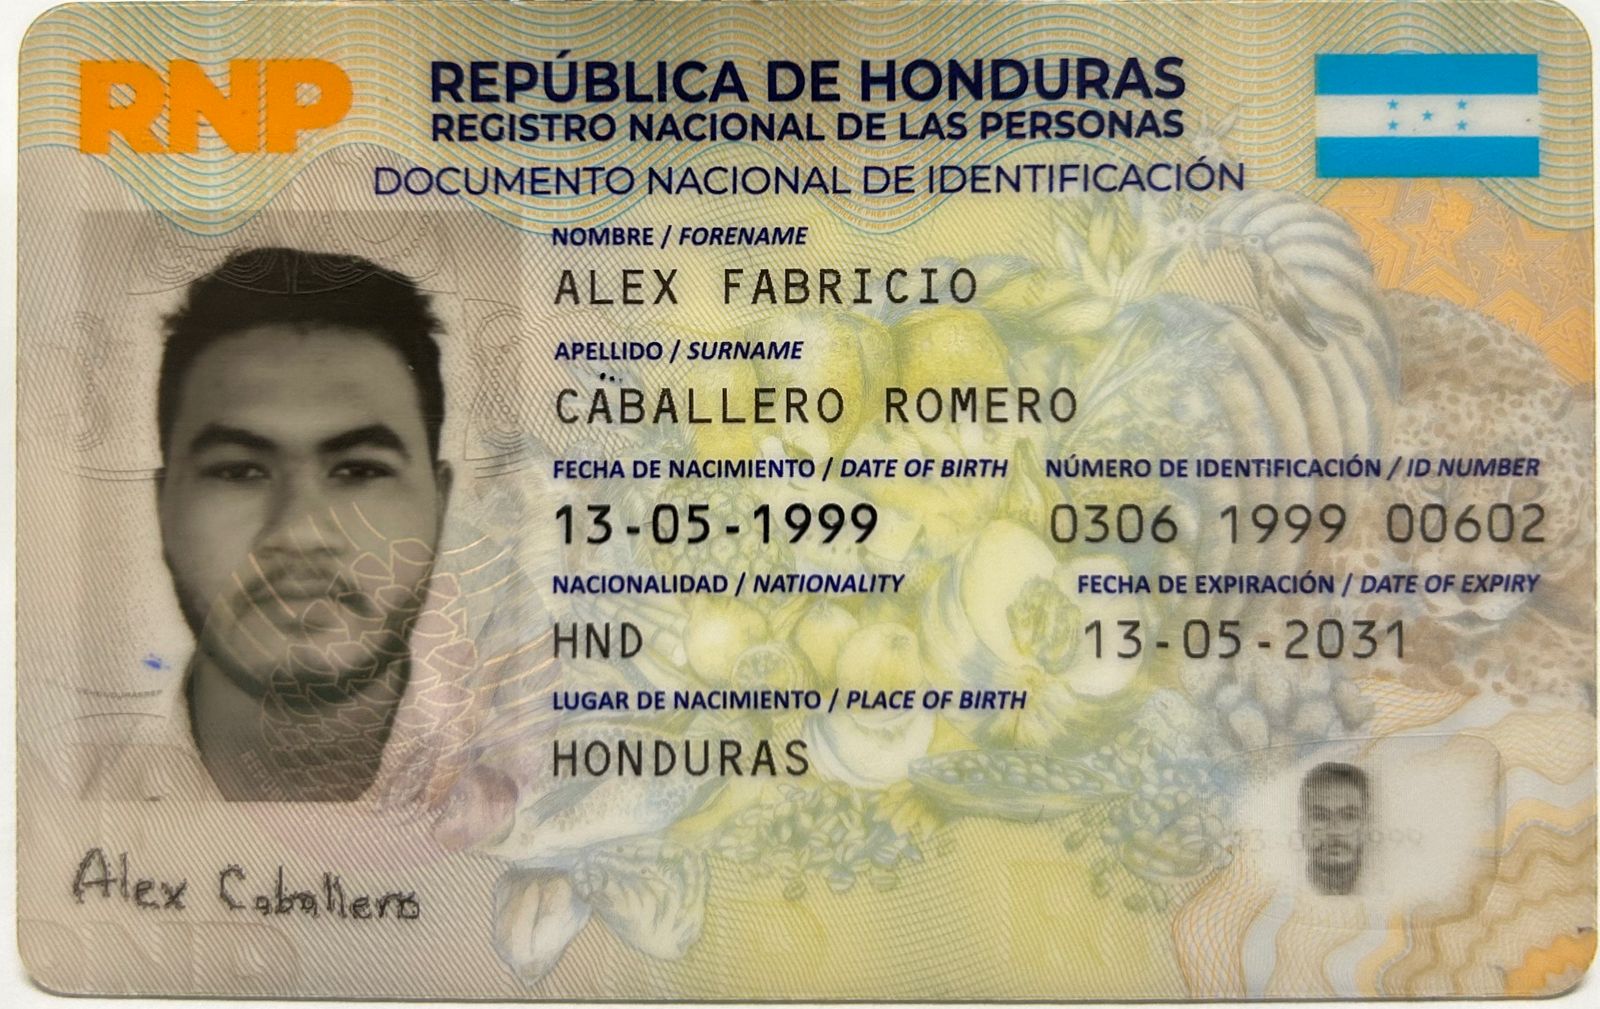 RNP
REPÚBLICA DE HONDURAS
REGISTRO NACIONAL DE LAS PERSONAS
DOCUMENTO NACIONAL DE IDENTIFICACIÓN
NOMBRE / FORENAME
ALEX FABRICIO
APELLIDO / SURNAME
CABALLERO ROMERO
FECHA DE NACIMIENTO / DATE OF BIRTH NÚMERO DE IDENTIFICACIÓN / ID NUMBER
13-05-1999 0306 1999 00602
NACIONALIDAD / NATIONALITY FECHA DE EXPIRACIÓN / DATE OF EXPIRY
HND 13-05-2031
LUGAR DE NACIMIENTO / PLACE OF BIRTH
HONDURAS
Alex Caballero